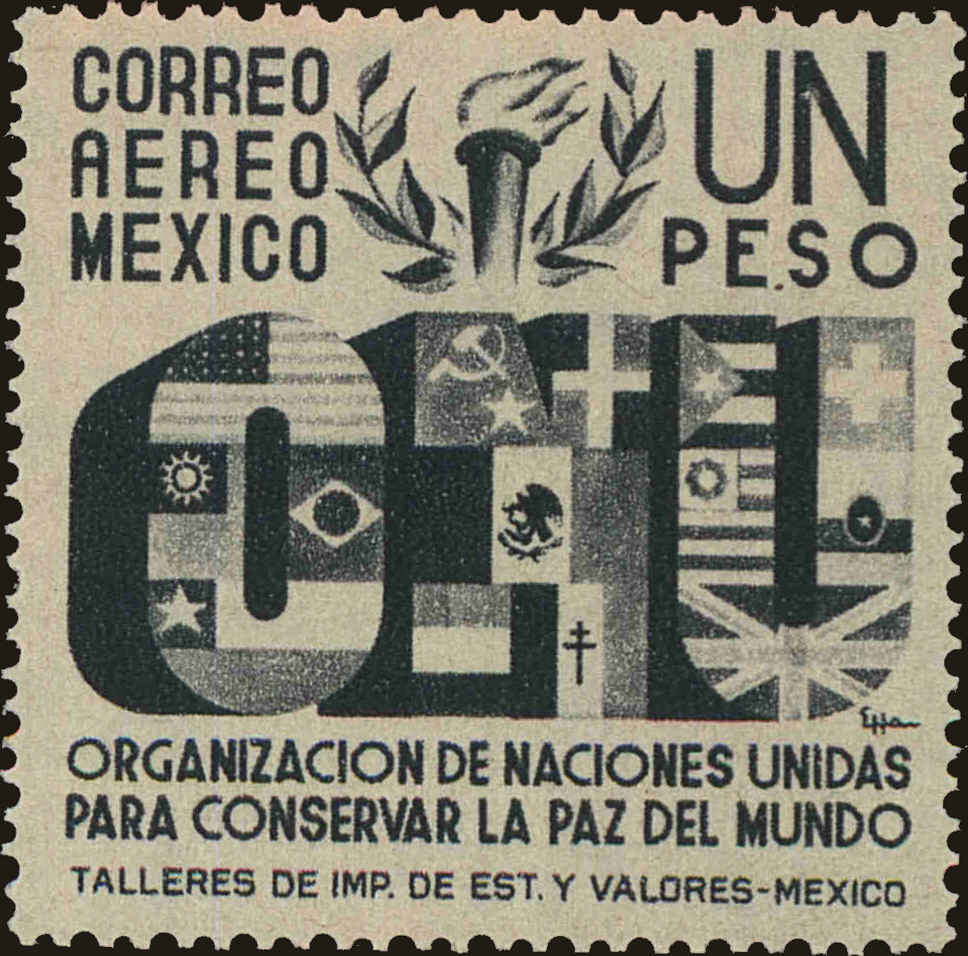 CORREO
AEREO
MEXICO
UN
PESO
ONU
ORGANIZACION DE NACIONES UNIDAS
PARA CONSERVAR LA PAZ DEL MUNDO
TALLERES DE IMP. DE EST. Y VALORES-MEXICO